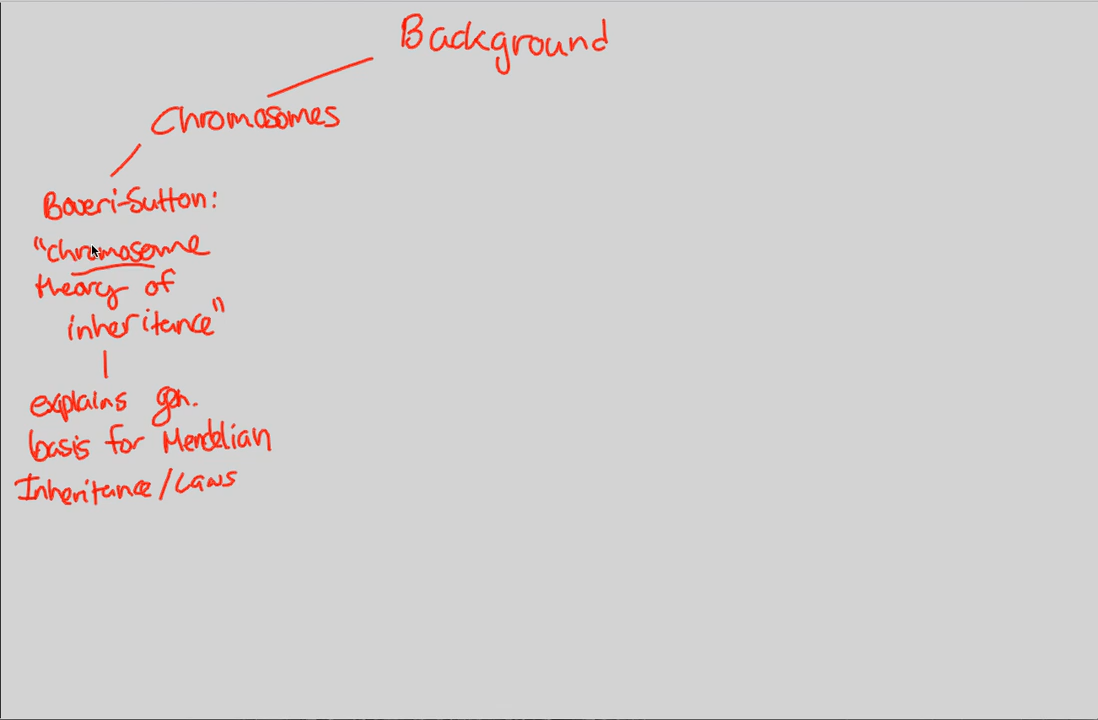 Background
Chromosomes
Boveri-Sutton:
"chromosome
theory of
inheritance"
explains gen.
basis for Mendelian
Inheritance/Laws